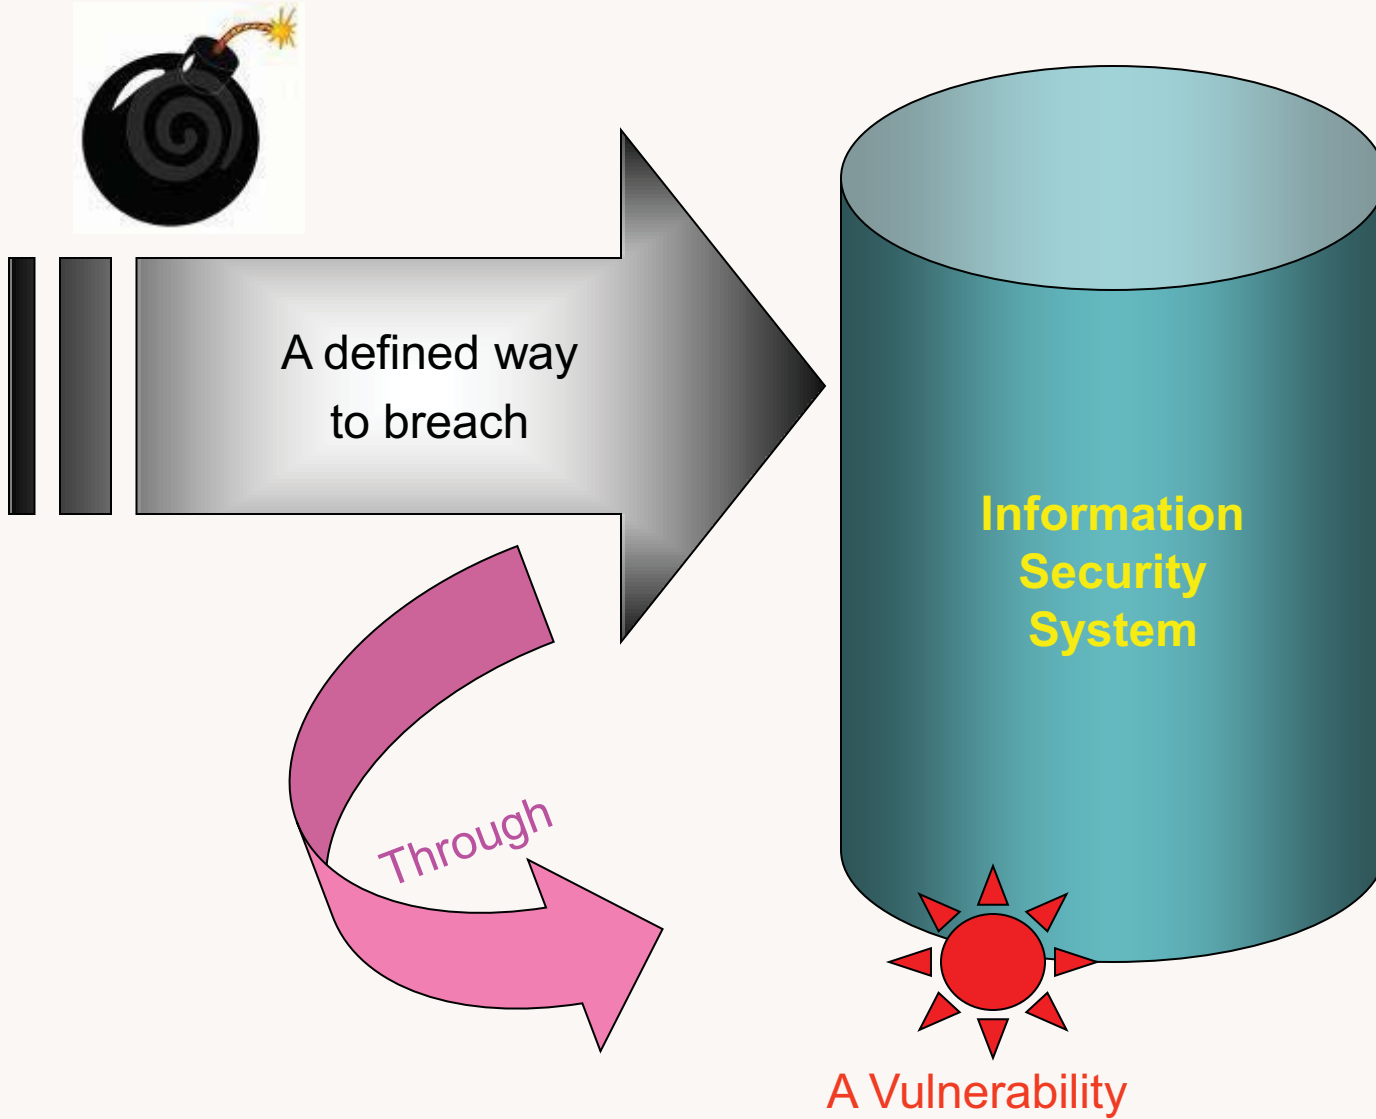 A defined way
to breach
Information
Security
System
Through
A Vulnerability